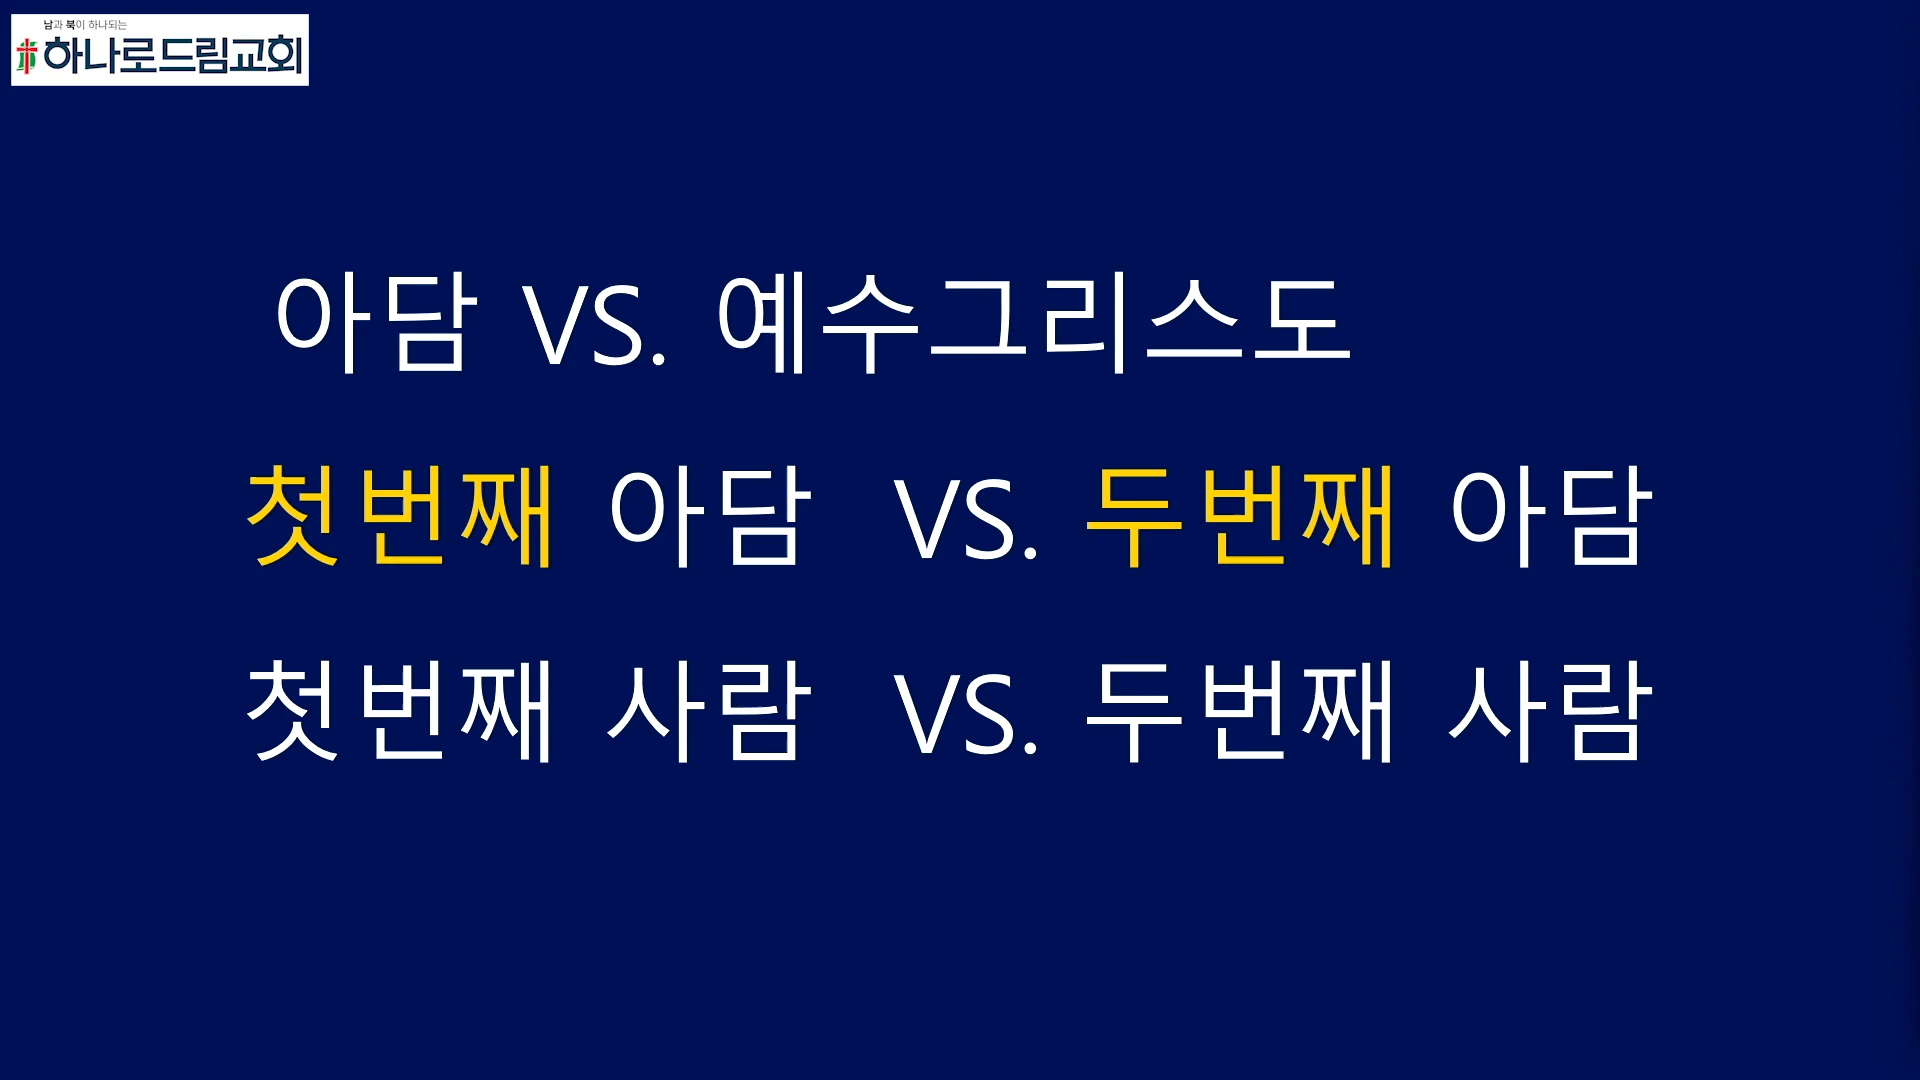 남과 북이 하나되는
하나로드림교회
아담 VS. 예수그리스도
첫번째 아담 VS. 두번째 아담
첫번째 사람 VS. 두번째 사람